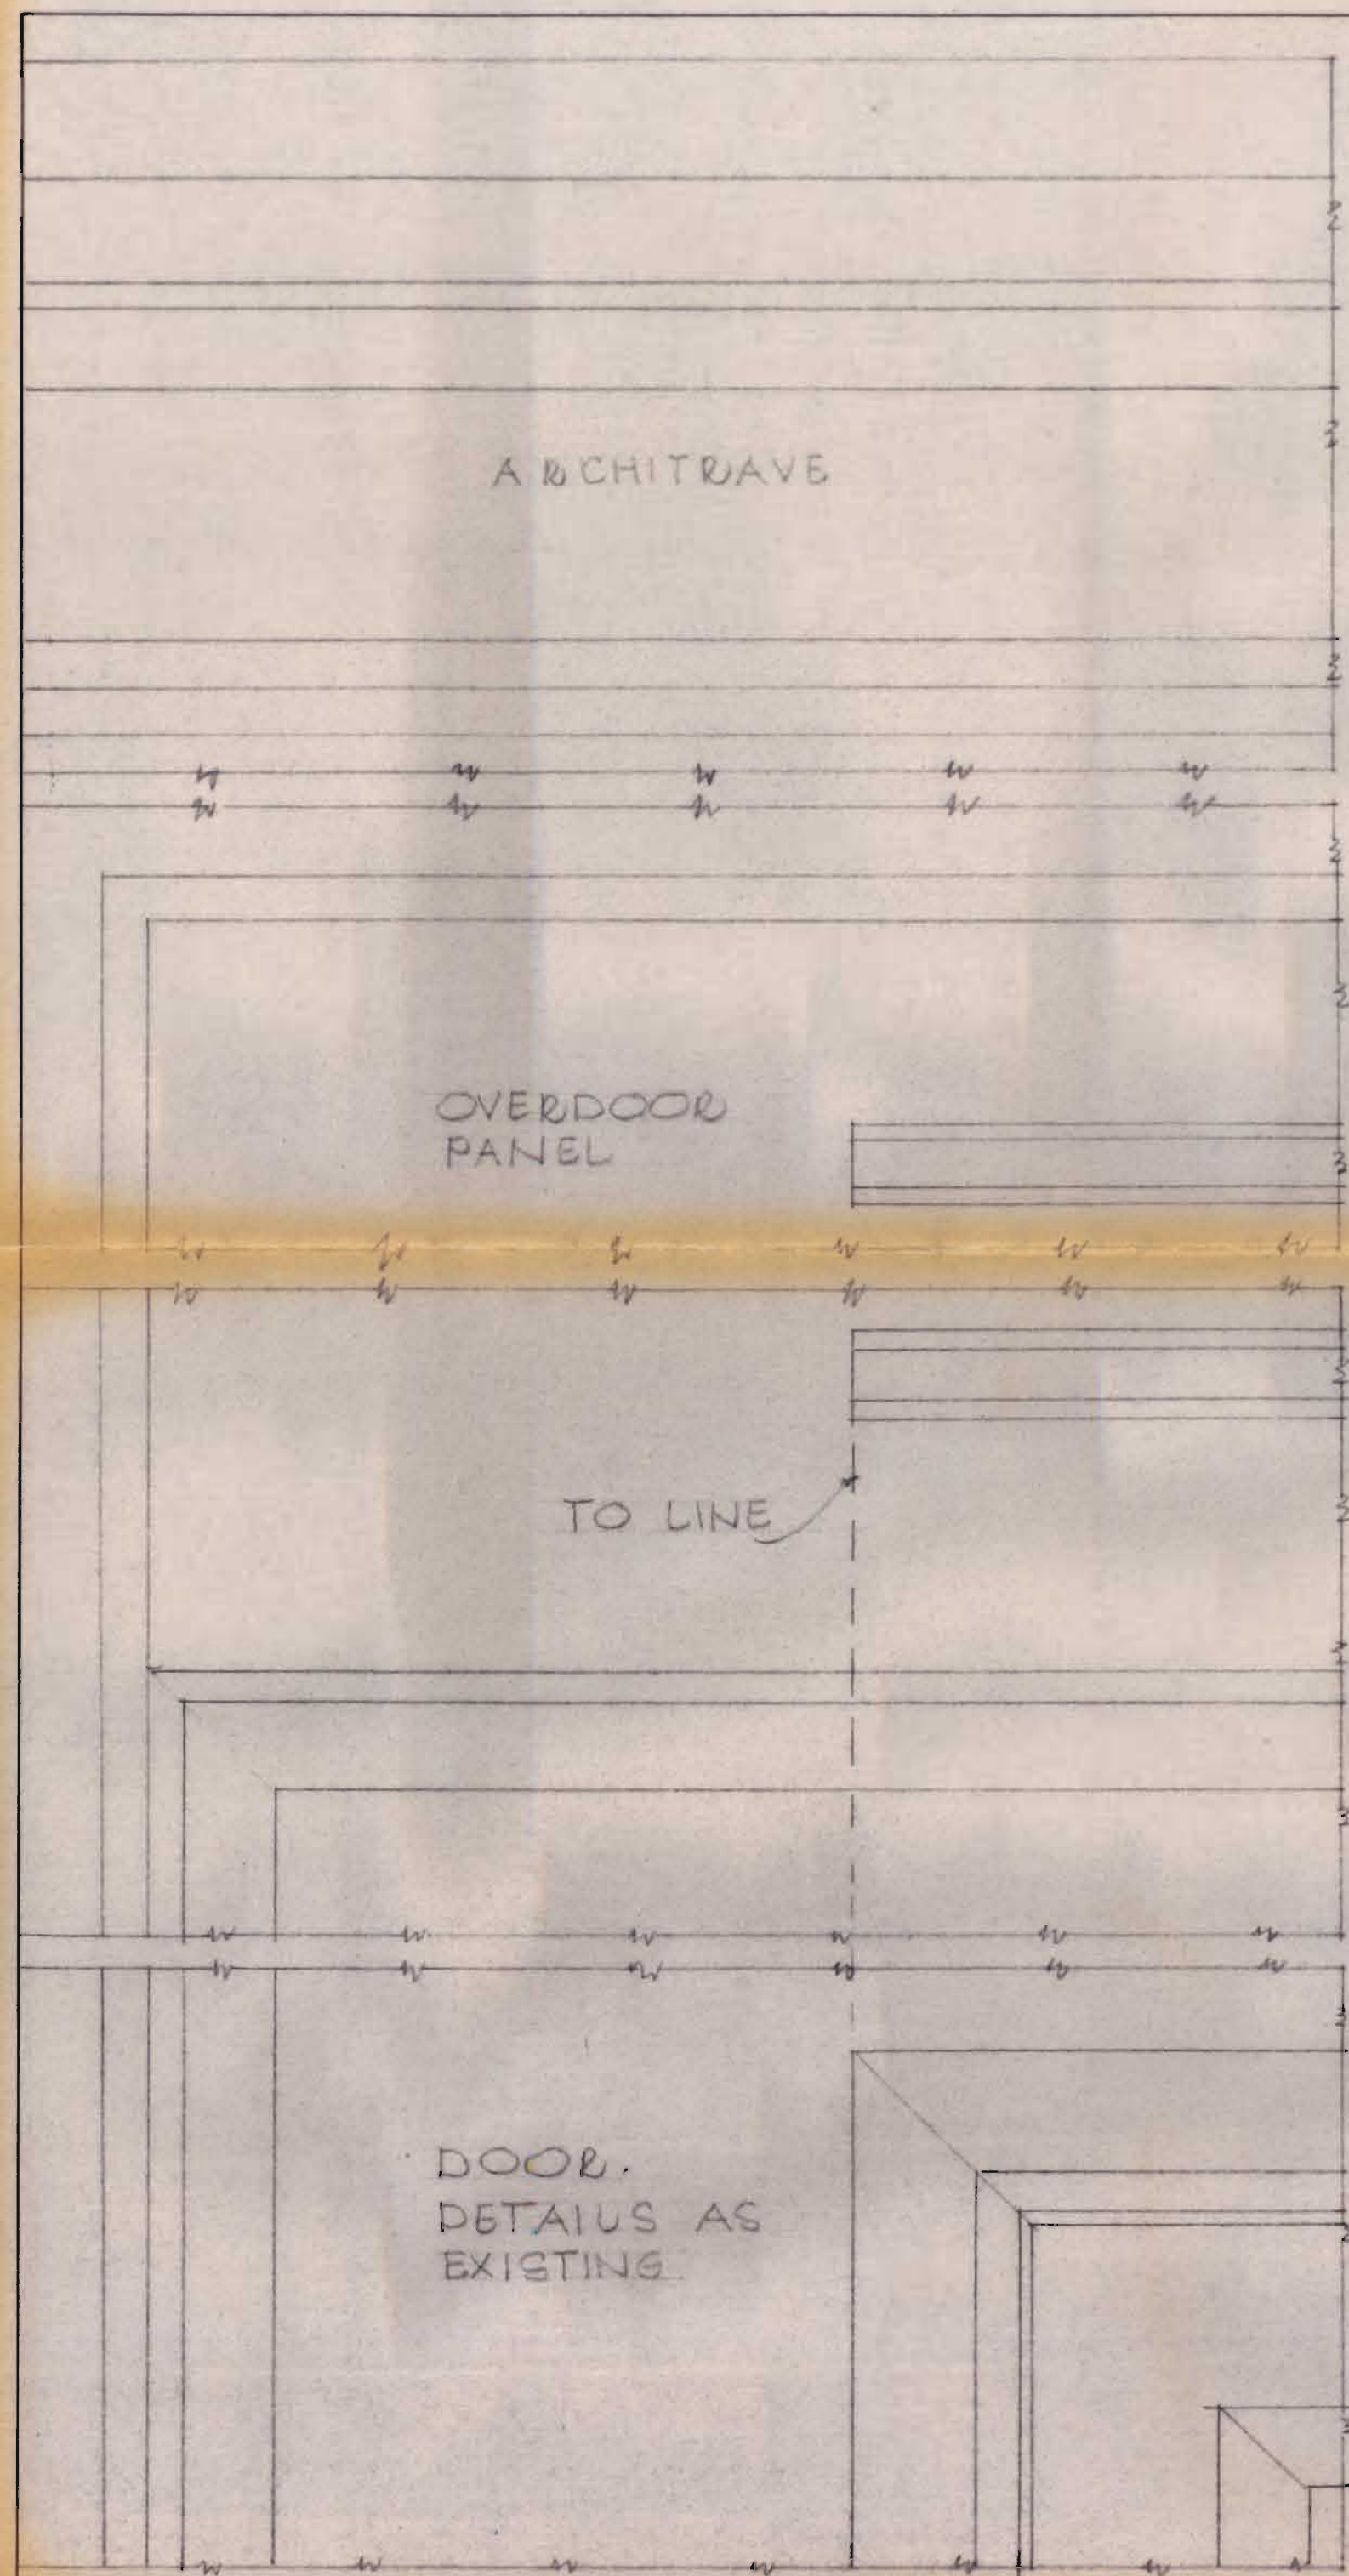 ARCHITRAVE
OVERDOOR
PANEL
TO LINE
DOOR.
DETAILS AS
EXISTING